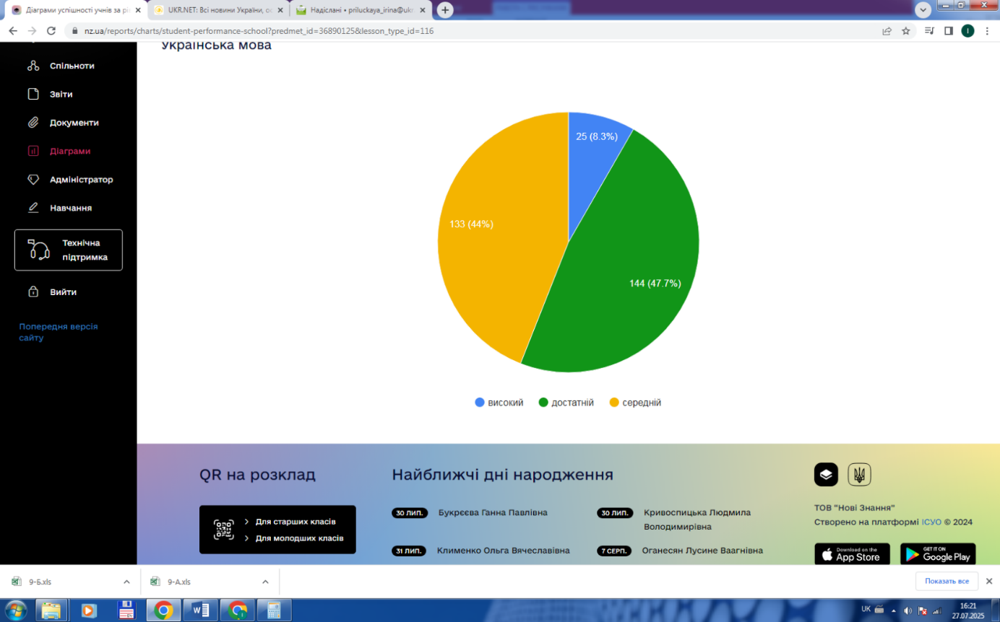 Діаграми успішності учнів за рі
UKR.NET: Всі новини України, ос
Надіслані • priluckaya_irina@ukr
nz.ua/reports/charts/student-performance-school?predmet_id=36890125&lesson_type_id=116
I
Українська мова
Спільноти
Звіти
Документи
Діаграми
Адміністратор
Навчання
Технічна
підтримка
Вийти
Попередня версія
сайту
25 (8.3%)
133 (44%)
144 (47.7%)
високий
достатній
середній
QR на розклад
> Для старших класів
> Для молодших класів
Найближчі дні народження
30 ЛИП. Букрєєва Ганна Павлівна
30 ЛИП. Кривоспицька Людмила
Володимирівна
31 ЛИП. Клименко Ольга Вячеславівна
7 СЕРП. Оганесян Лусине Ваагнівна
ТОВ "Нові Знання"
Створено на платформі ІСУО © 2024
Download on the
App Store
GET IT ON
Google Play
9-Б.xls
9-А.xls
Показать все
UK
16:21
27.07.2025